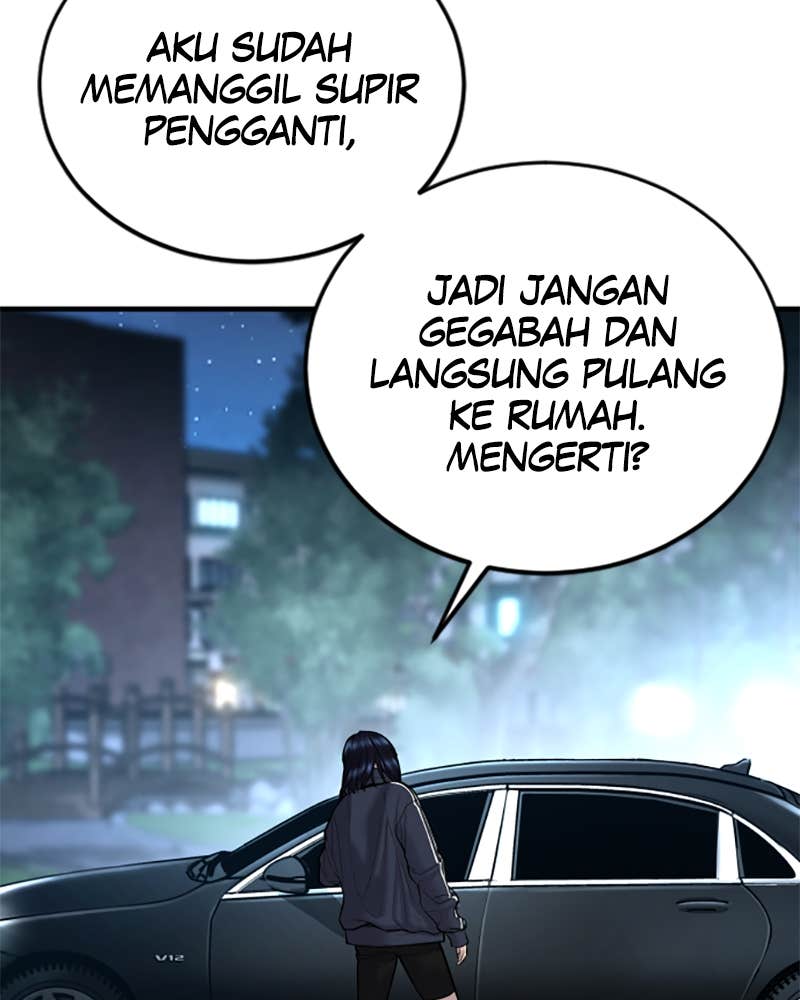 AKU SUDAH
MEMANGGIL SUPIR
PENGGANTI,
JADI JANGAN
GEGABAH DAN
LANGSUNG PULANG
KE RUMAH.
MENGERTI?
V12